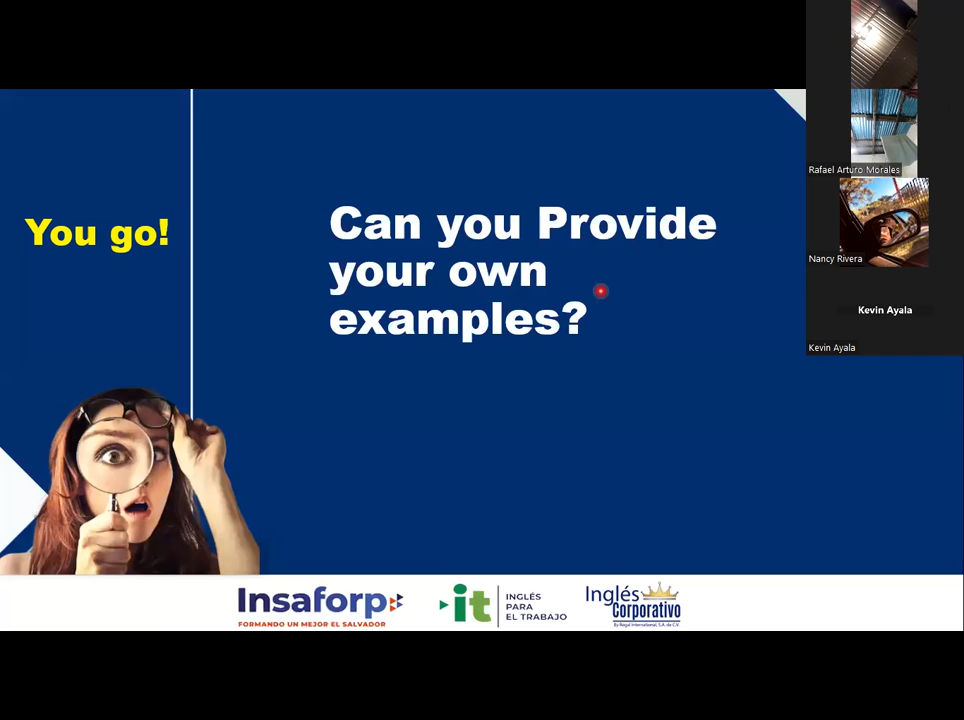 You go!
Can you Provide
your own
examples?
Rafael Arturo Morales
Nancy Rivera
Kevin Ayala
Kevin Ayala
Insaforp
FORMANDO UN MEJOR EL SALVADOR
it
INGLÉS
PARA
EL TRABAJO
Inglés
Corporativo
By Regal International, S.A. de C.V.